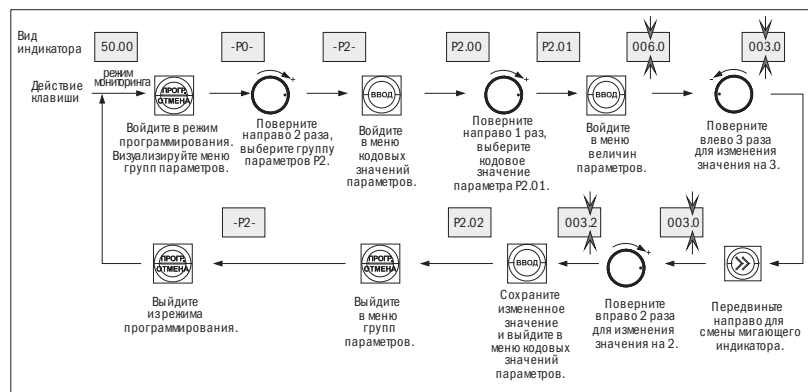 Вид
индикатора
50.00
-P0-
-P2-
P2.00
P2.01
006.0
003.0
Действие
клавиши
режим
мониторинга
ПРОГР.
ОТМЕНА
+
ВВОД
+
ВВОД
-
Войдите в режим
программирования.
Визуализируйте меню
групп параметров.
Поверните
направо 2 раза,
выберите группу
параметров P2.
Войдите
в меню
кодовых
значений
параметров.
Поверните
направо 1 раз,
выберите
кодовое
значение
параметра P2.01.
Войдите
в меню
величин
параметров.
Поверните
влево 3 раза
для изменения
значения на 3.
-P2-
P2.02
003.2
003.0
ПРОГР.
ОТМЕНА
ПРОГР.
ОТМЕНА
ВВОД
+
Выйдите
из режима
программирования.
Выйдите
в меню
групп
параметров.
Сохраните
измененное
значение
и выйдите в
меню кодовых
значений
параметров.
Поверните
вправо 2 раза
для изменения
значения на 2.
Передвиньте
направо для
смены мигающего
индикатора.